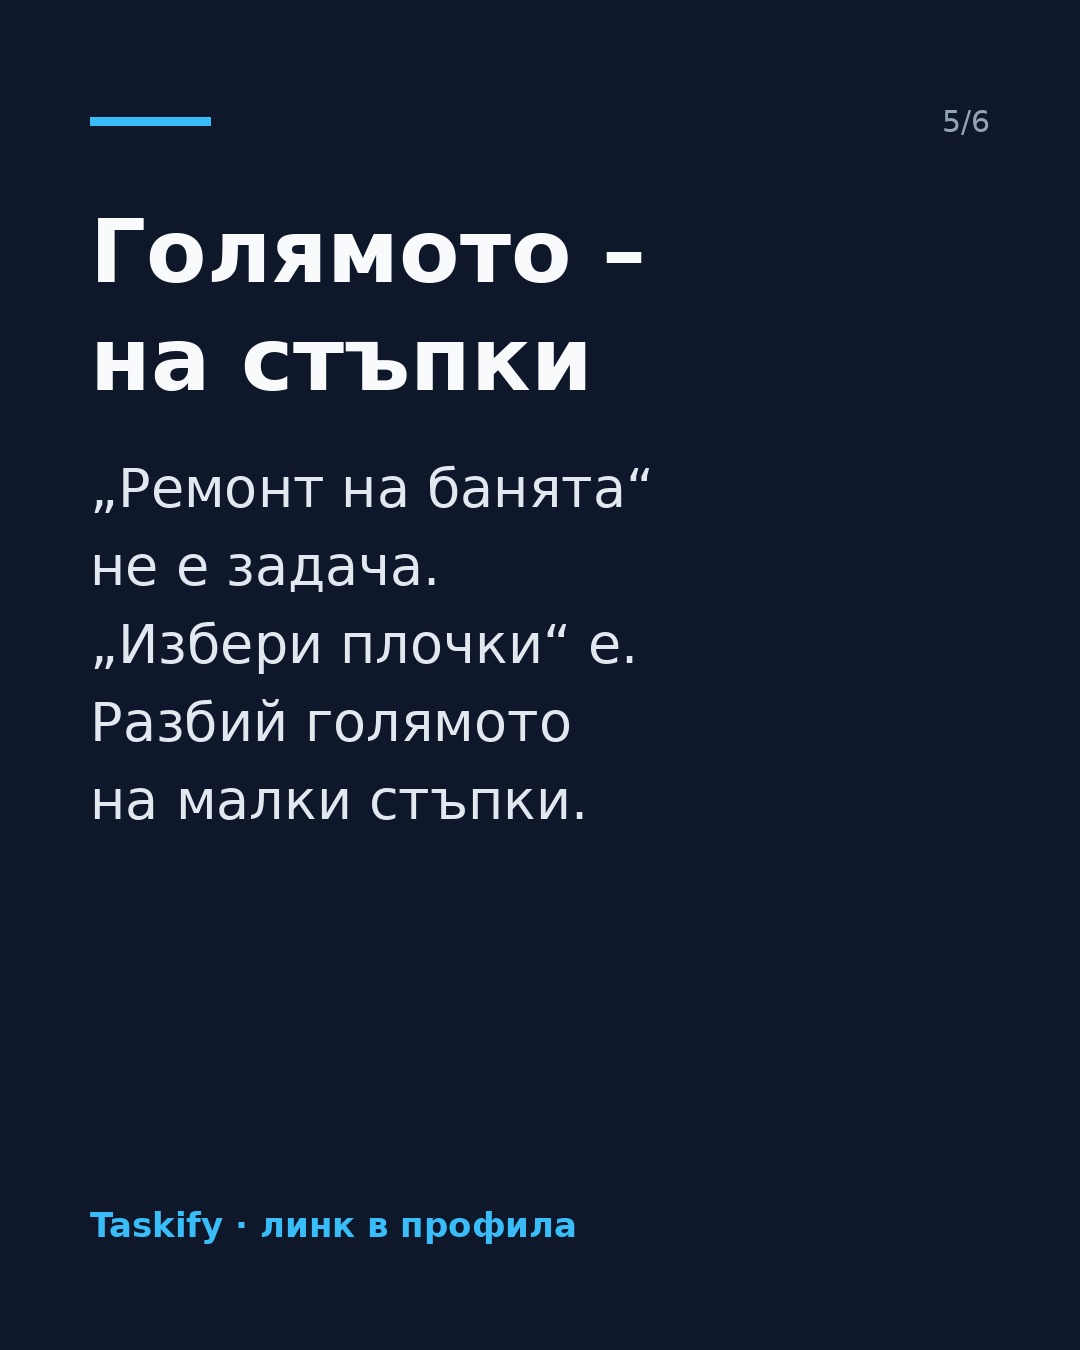 5/6
Голямото –
на стъпки
„Ремонт на банята“
не е задача.
„Избери плочки“ е.
Разбий голямото
на малки стъпки.
Taskify · линк в профила